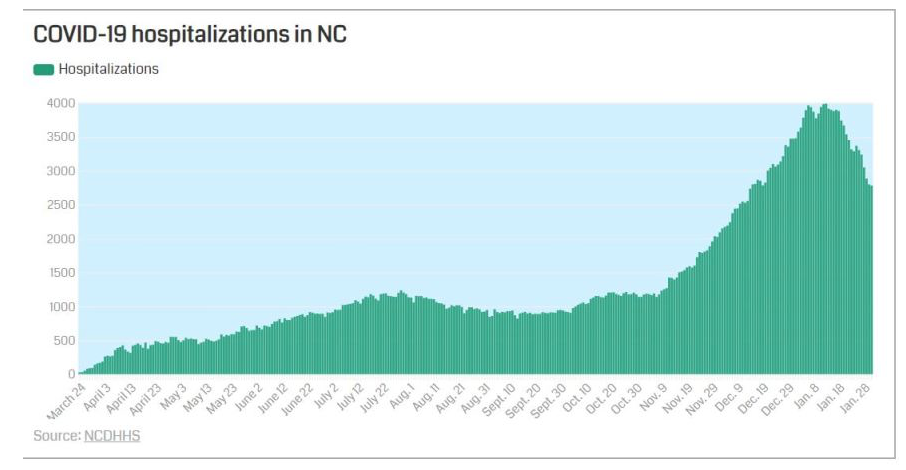 COVID-19 hospitalizations in NC
Hospitalizations
4000
3500
3000
2500
2000
1500
1000
500
0
March 24
April 3
April 13
April 23
May 3
May 13
May 23
June 2
June 12
June 22
July 2
July 12
July 22
Aug. 1
Aug. 11
Aug. 21
Aug. 31
Sept. 10
Sept. 20
Sept. 30
Oct. 10
Oct. 20
Oct. 30
Nov. 9
Nov. 19
Nov. 29
Dec. 9
Dec. 19
Dec. 29
Jan. 8
Jan. 18
Jan. 28
Source: NCDHHS